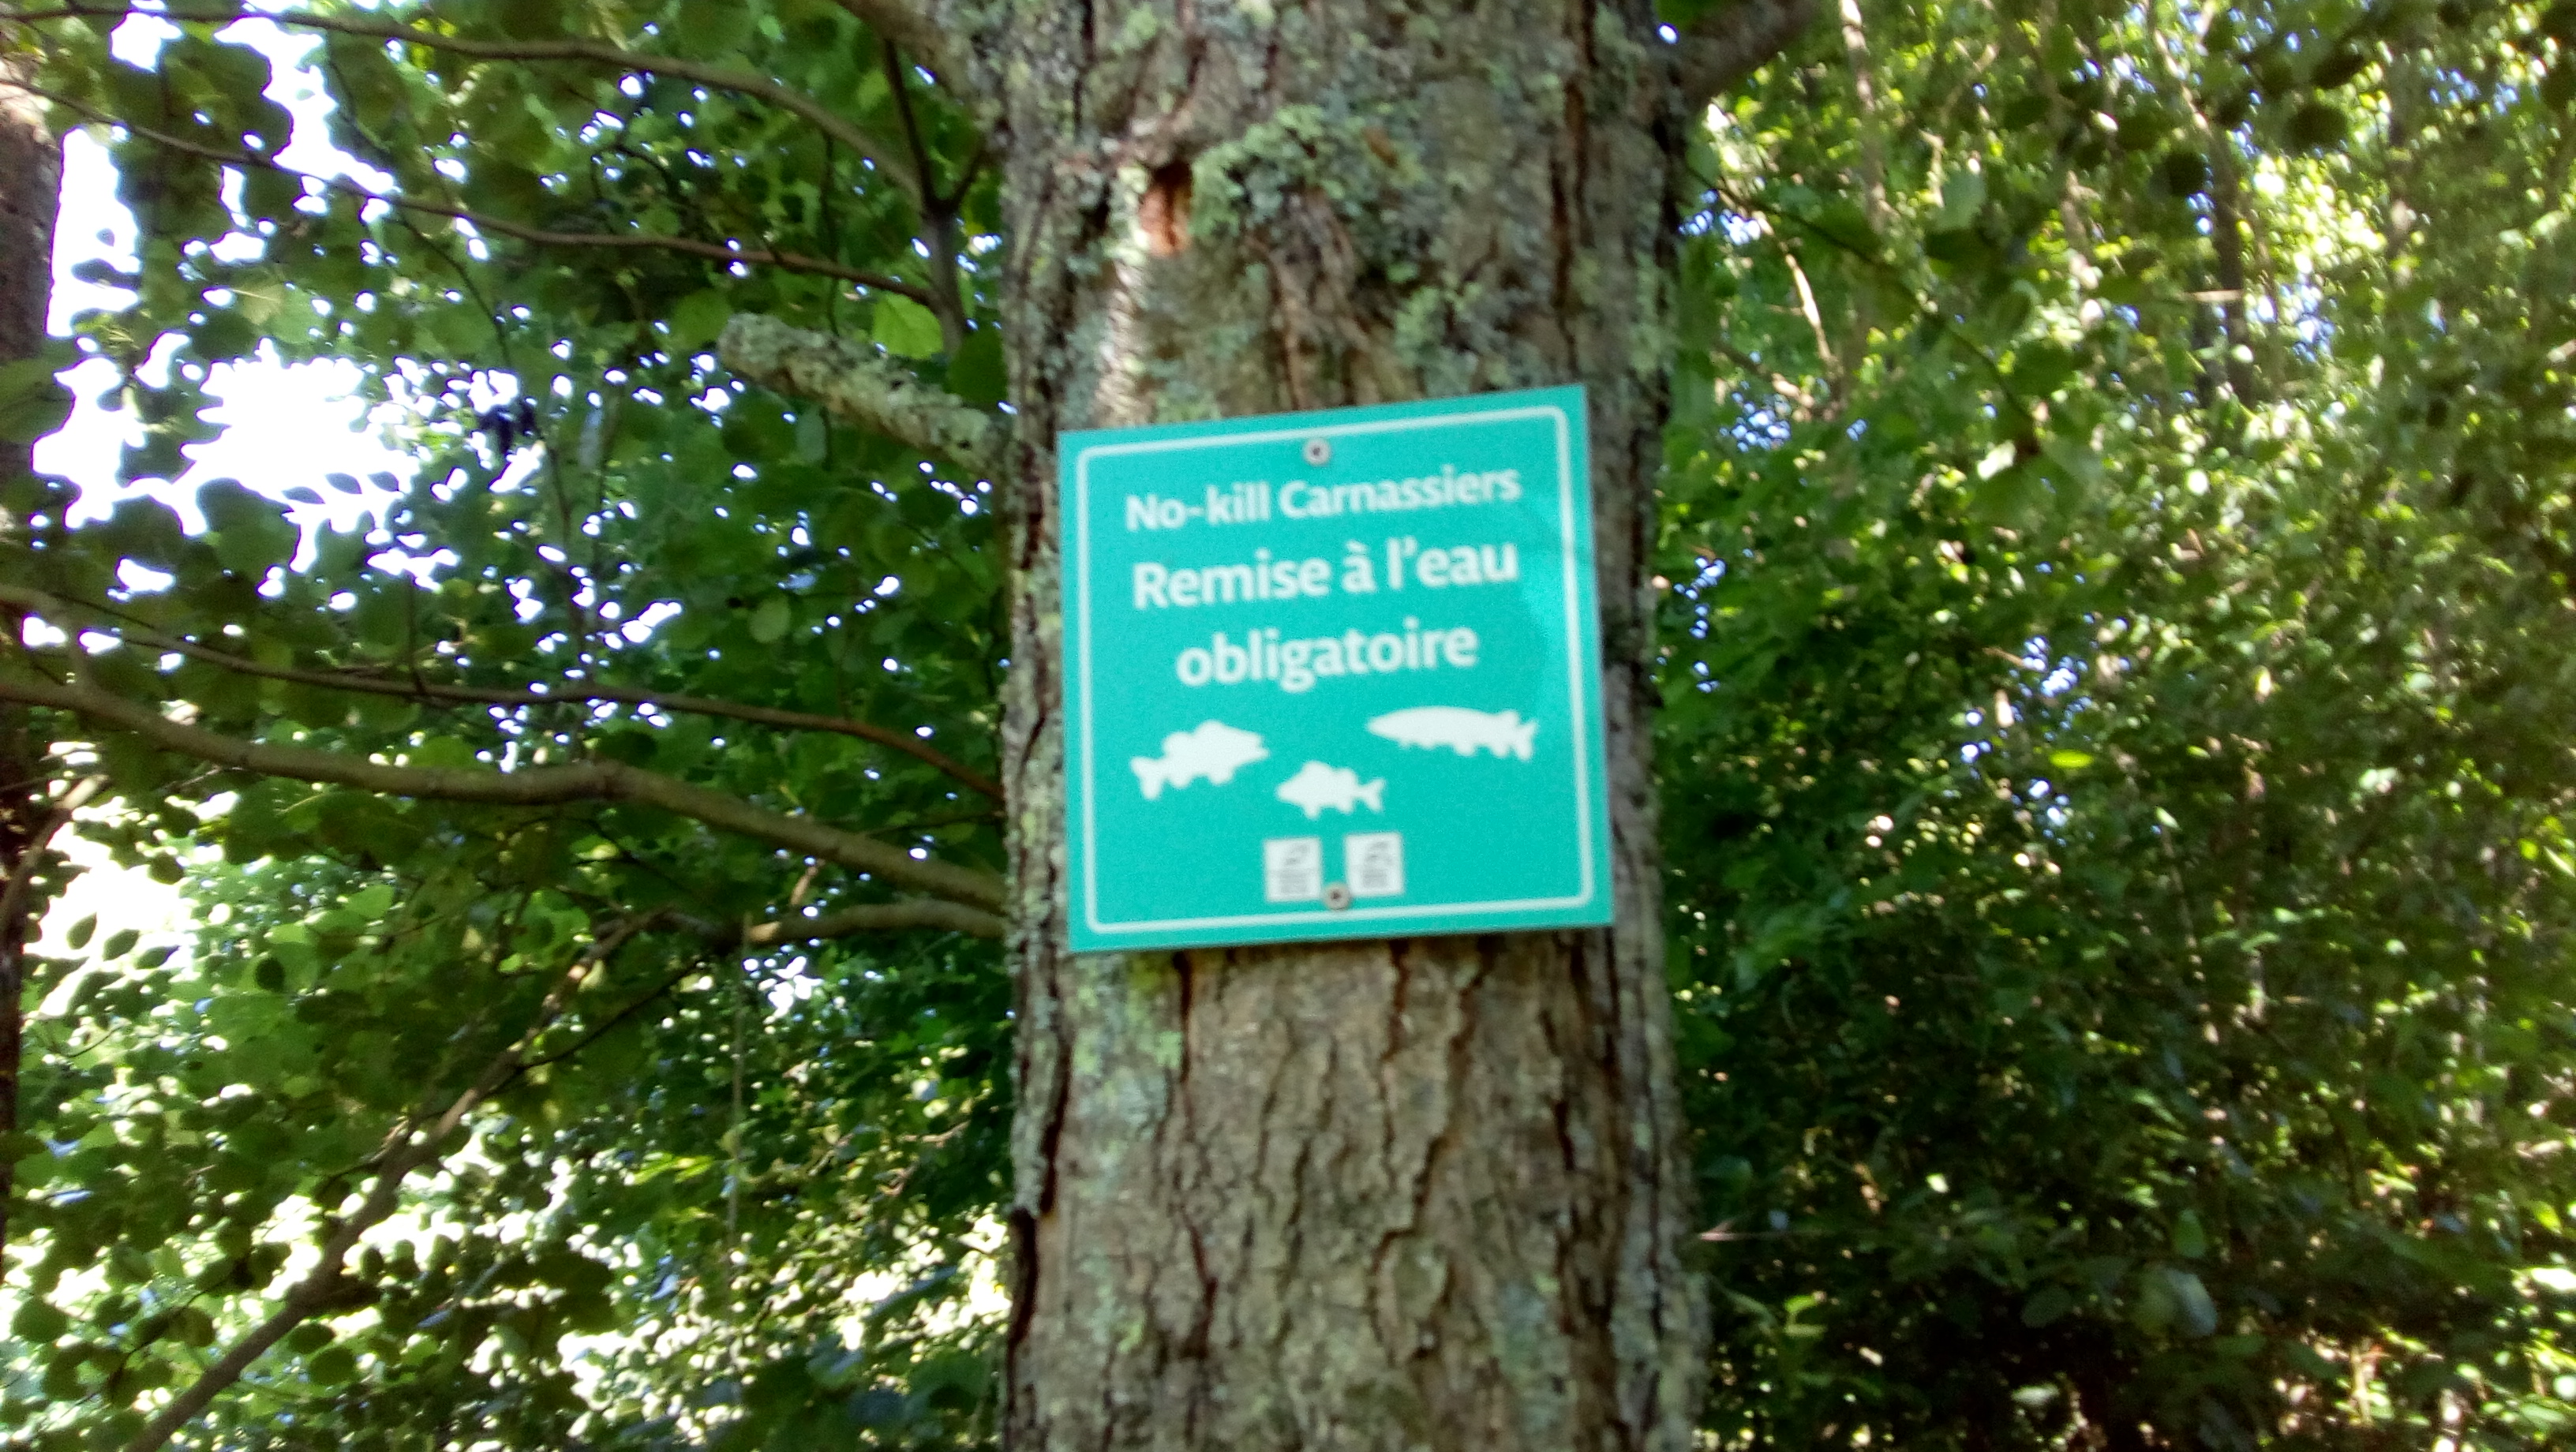 No-kill Carnassiers
Remise à l'eau
obligatoire